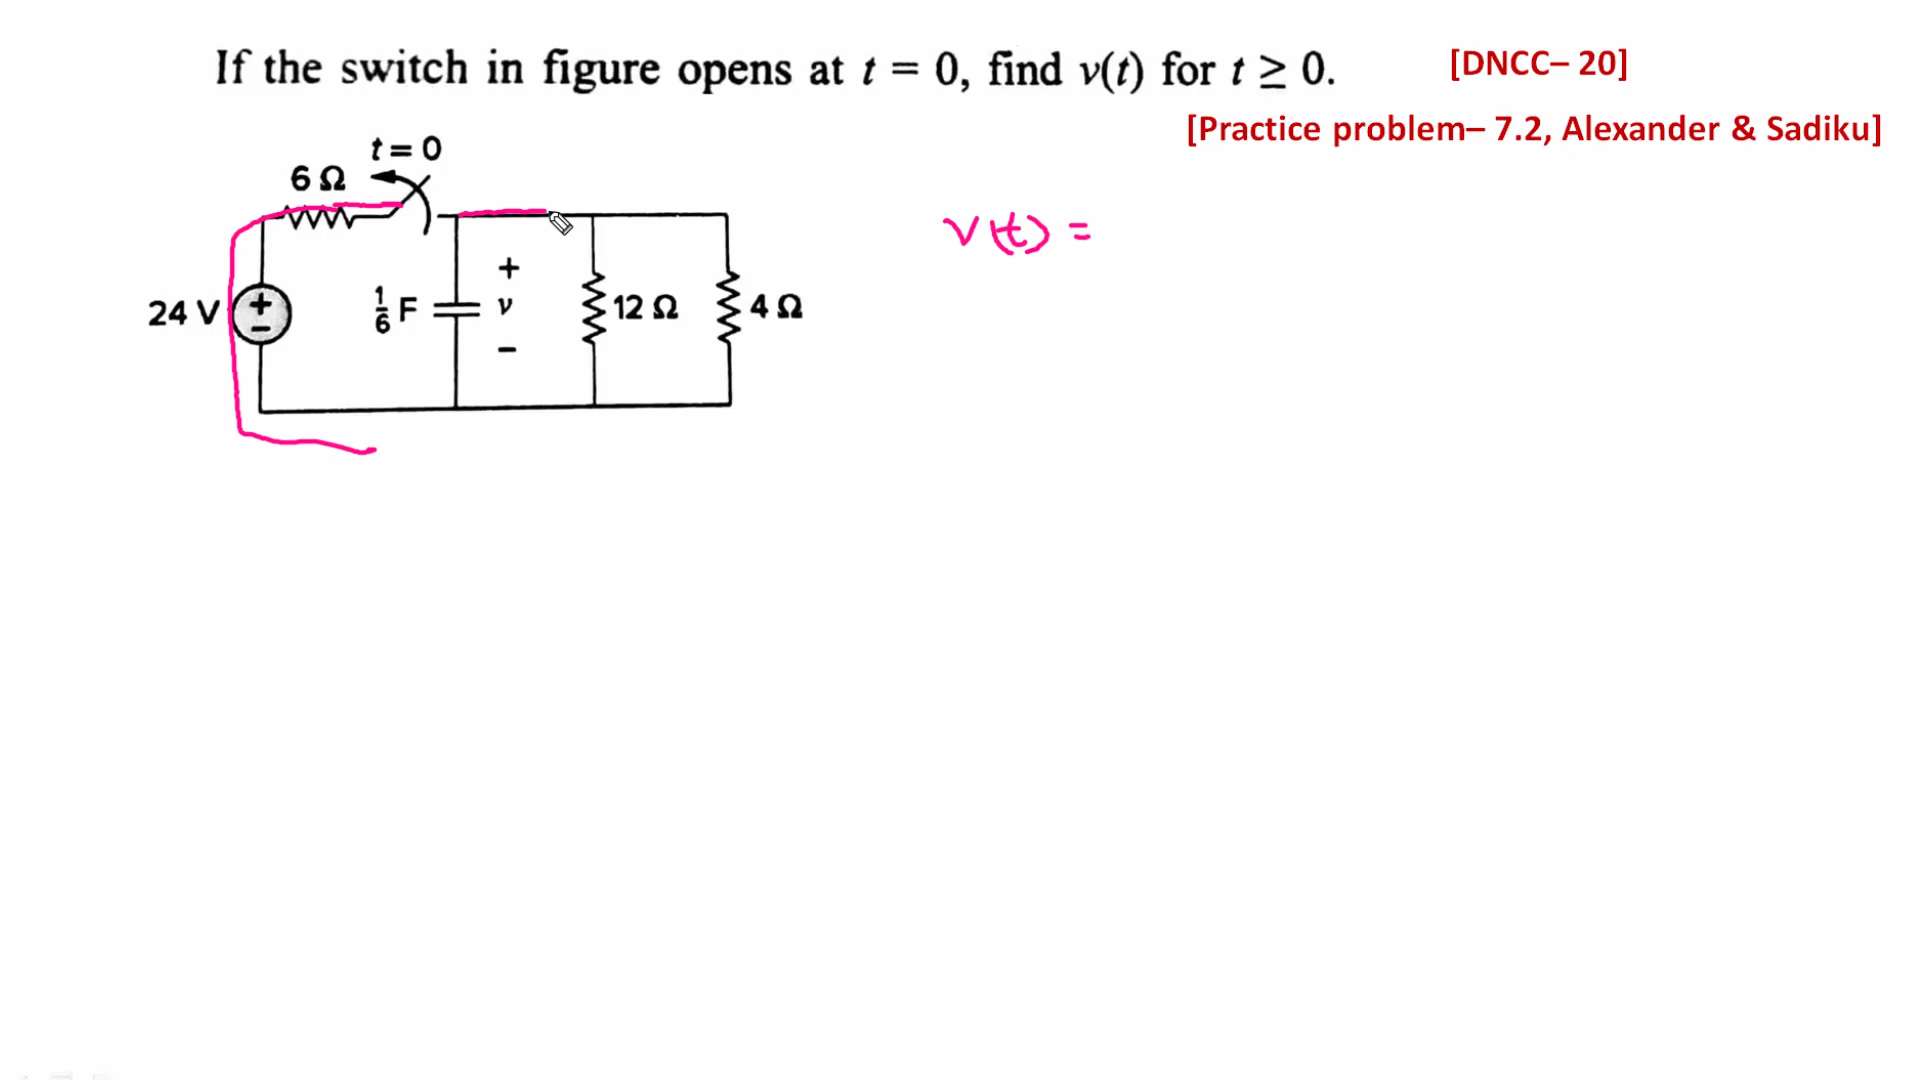 If the switch in figure opens at t = 0, find v(t) for t ≥ 0. [DNCC– 20]
[Practice problem– 7.2, Alexander & Sadiku]
t = 0
6 Ω
v(t) =
24 V
+
−
1/6 F
+
v
−
12 Ω
4 Ω